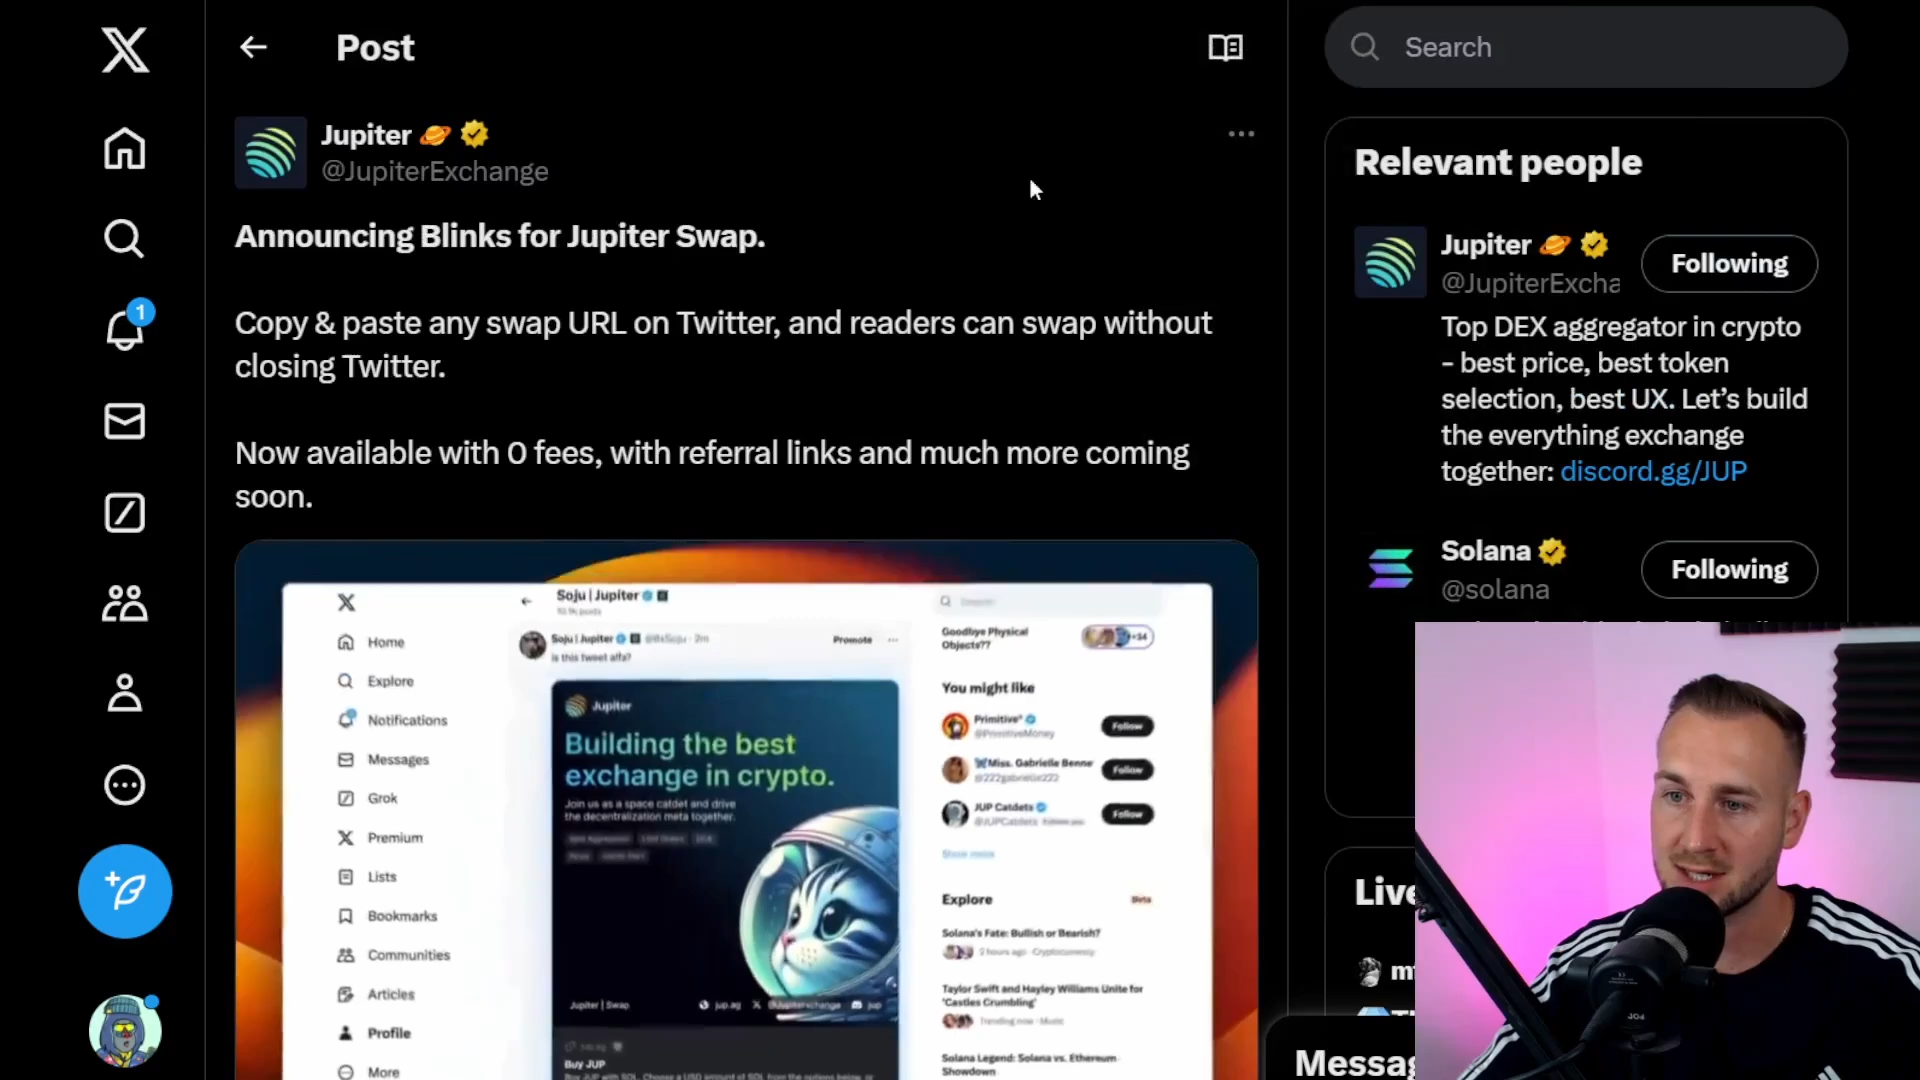 Post
Search
Jupiter
@JupiterExchange
Announcing Blinks for Jupiter Swap.
Copy & paste any swap URL on Twitter, and readers can swap without
closing Twitter.
Now available with 0 fees, with referral links and much more coming
soon.
1
Relevant people
Jupiter
@JupiterExcha
Following
Top DEX aggregator in crypto
- best price, best token
selection, best UX. Let's build
the everything exchange
together: discord.gg/JUP
Solana
@solana
Following
Live
Messag
Soju | Jupiter
Home
Explore
Notifications
Messages
Grok
Premium
Lists
Bookmarks
Communities
Articles
Profile
More
Soju | Jupiter
2m
Promote
is this tweet alfa?
Jupiter
Building the best
exchange in crypto.
Join us as a space catdet and drive
the decentralization meta together.
Jupiter | Swap
jup.ag
jup
Buy JUP
Goodbye Physical
Objects??
+34
You might like
Primitive
@PrimitiveMoney
Follow
Miss. Gabrielle Benne
Follow
JUP Catdets
@JUPCatdets
Follow
Show more
Explore
Beta
Solana's Fate: Bullish or Bearish?
2 hours ago · Cryptocurrency
Taylor Swift and Hayley Williams Unite for
'Castles Crumbling'
Trending now · Music
Solana Legend: Solana vs. Ethereum
Showdown